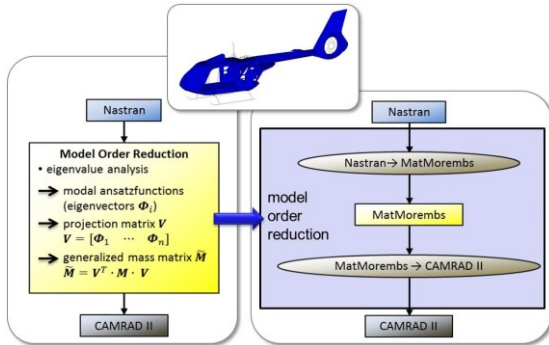 Nastran
Model Order Reduction
• eigenvalue analysis
→ modal ansatzfunctions
(eigenvectors Φᵢ)
→ projection matrix V
V = [Φ₁ ⋯ Φₙ]
→ generalized mass matrix M̃
M̃ = Vᵀ · M · V
CAMRAD II
model
order
reduction
Nastran
Nastran→ MatMorembs
MatMorembs
MatMorembs → CAMRAD II
CAMRAD II